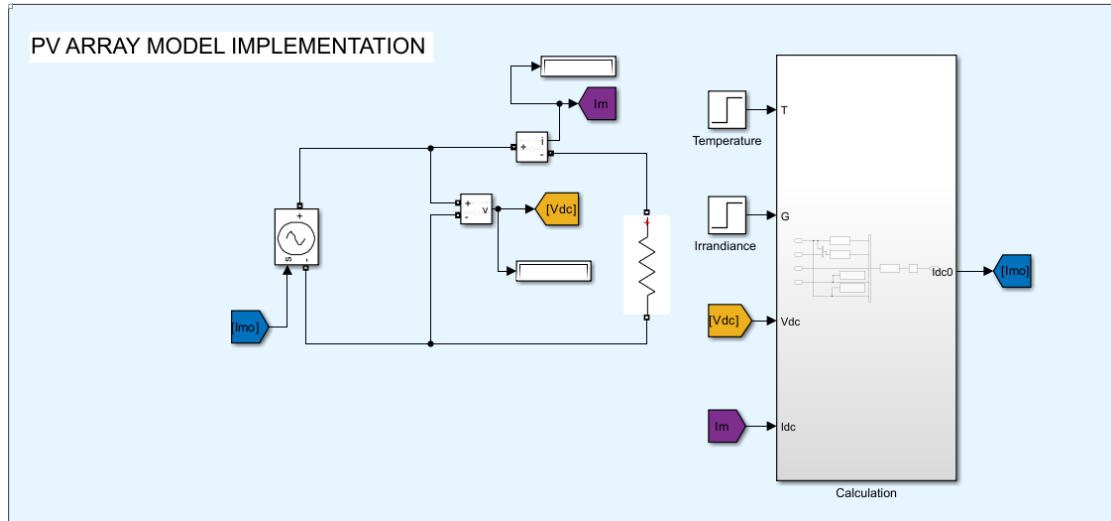 PV ARRAY MODEL IMPLEMENTATION
Im
+
i
-
T
Temperature
+
-
v
[Vdc]
+
s
-
+
G
Irrandiance
Idc0
[Imo]
[Imo]
[Vdc]
Vdc
Im
Idc
Calculation